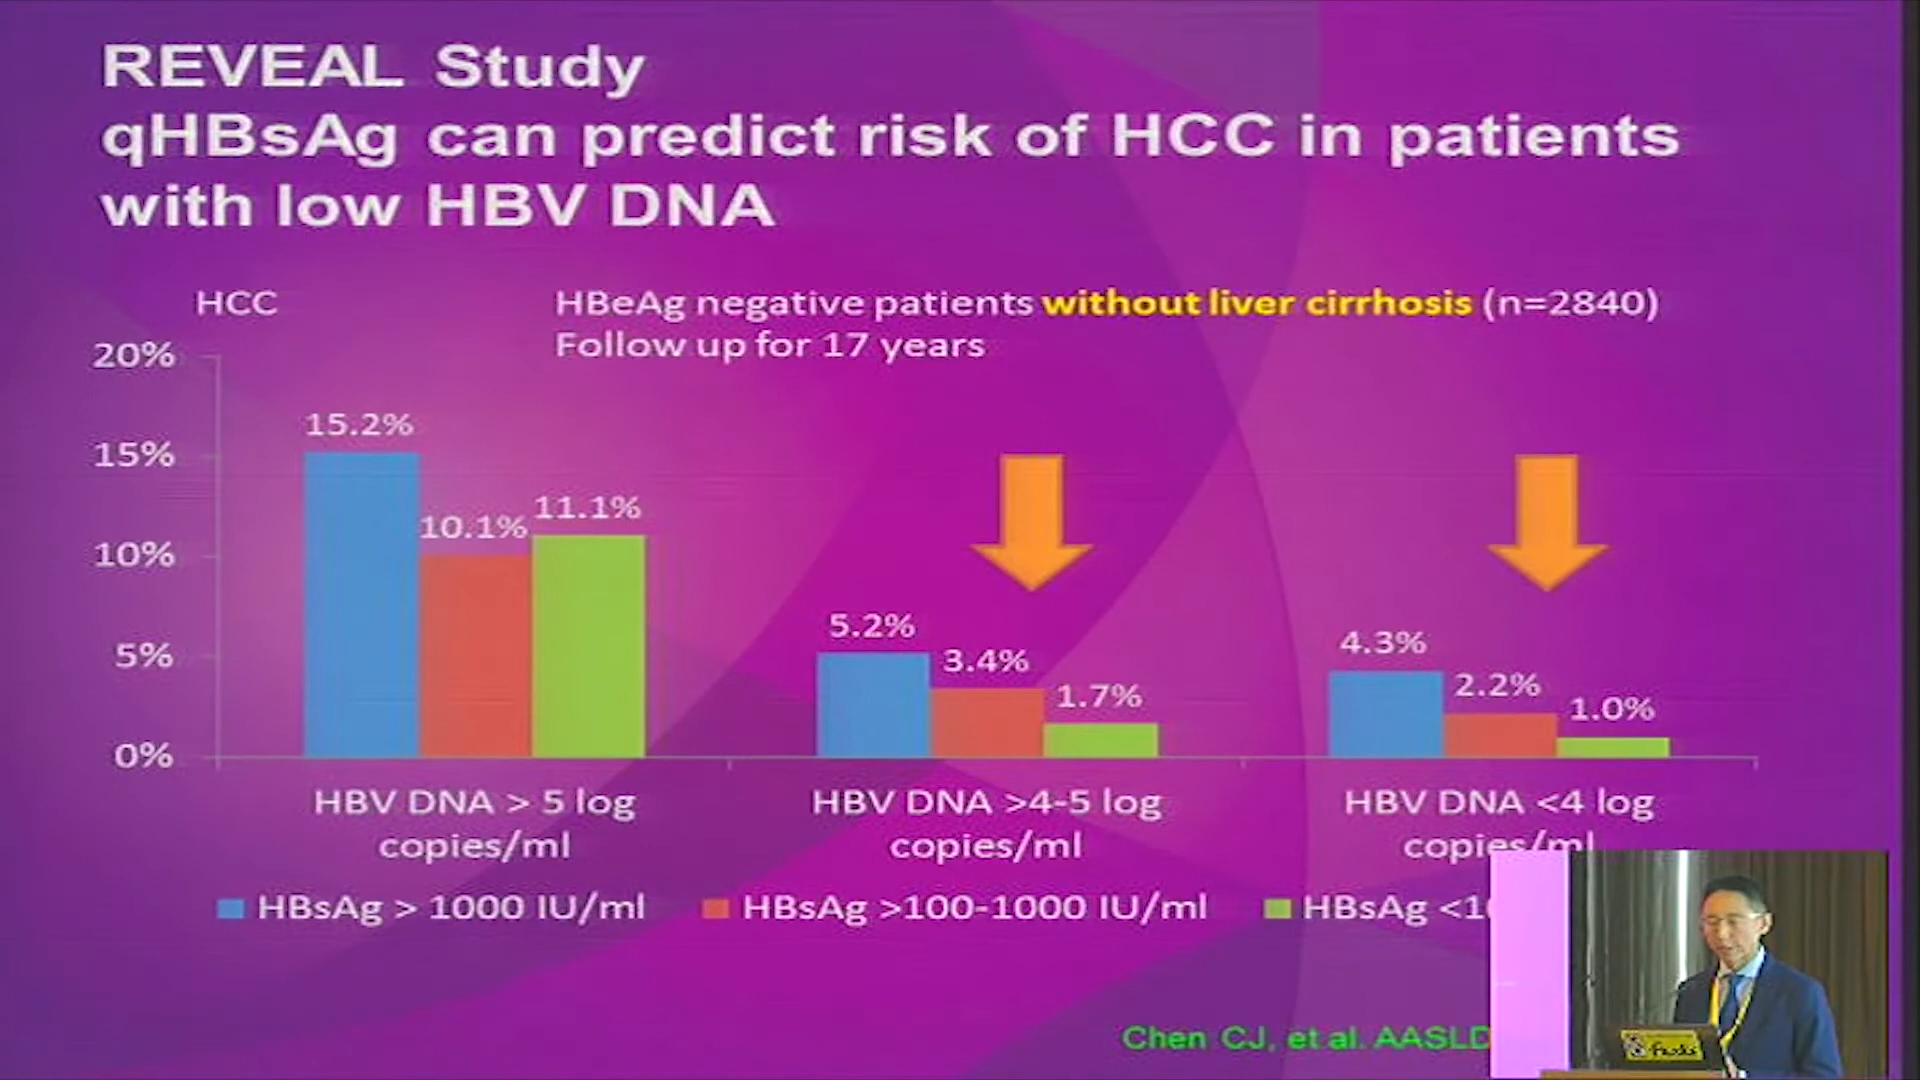 REVEAL Study
qHBsAg can predict risk of HCC in patients
with low HBV DNA
HCC
HBeAg negative patients without liver cirrhosis (n=2840)
Follow up for 17 years
20%
15%
10%
5%
0%
15.2%
10.1%
11.1%
5.2%
3.4%
1.7%
4.3%
2.2%
1.0%
HBV DNA > 5 log
copies/ml
HBV DNA >4-5 log
copies/ml
HBV DNA <4 log
copies/ml
HBsAg > 1000 IU/ml
HBsAg >100-1000 IU/ml
HBsAg
Chen CJ, et al. AASLD